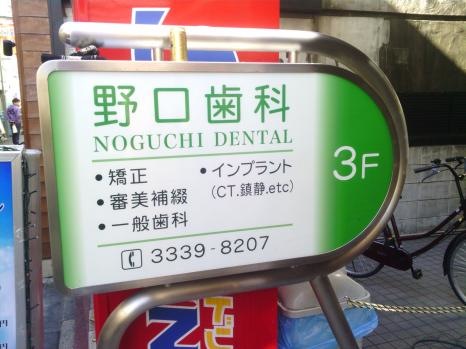 野口歯科
NOGUCHI DENTAL
・矯正
・審美補綴
・一般歯科
・インプラント
(CT.鎮静.etc)
3339-8207
3F